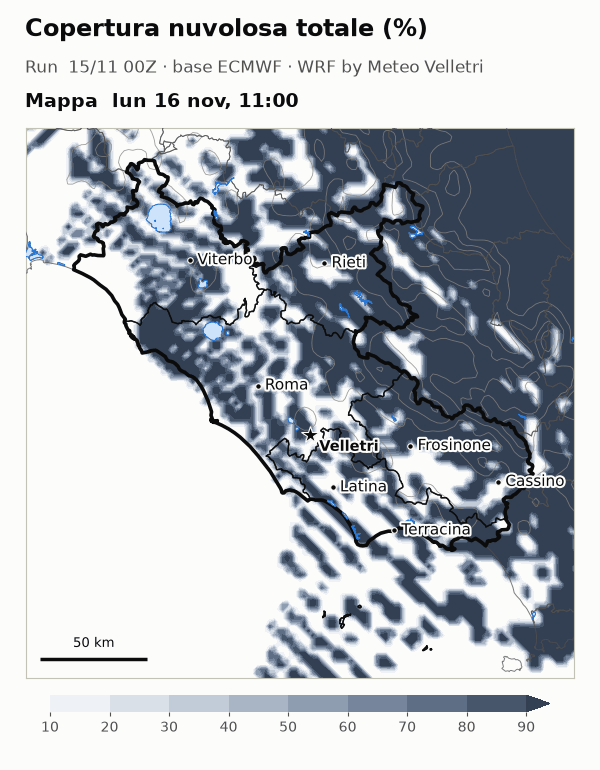 Copertura nuvolosa totale (%)
Run 15/11 00Z · base ECMWF · WRF by Meteo Velletri
Mappa lun 16 nov, 11:00
Viterbo
Rieti
Roma
Velletri
Frosinone
Cassino
Latina
Terracina
50 km
10 20 30 40 50 60 70 80 90